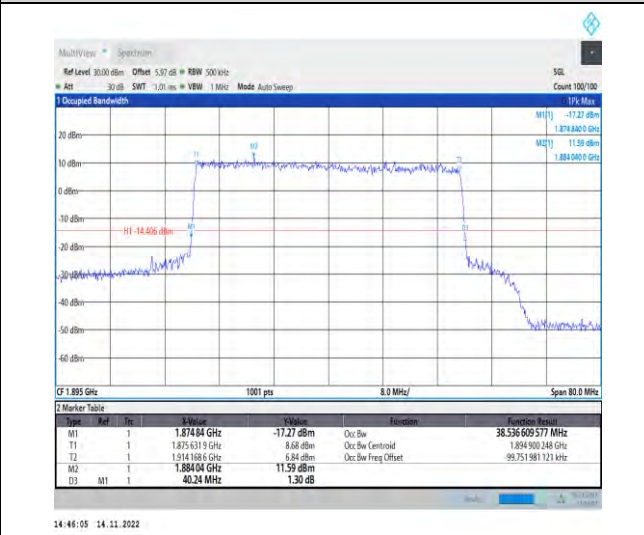 MultiView Spectrum
Ref Level 30.00 dBm Offset 5.97 dB RBW 500 kHz SGL
Att 30 dB SWT 1.01 ms VBW 1 MHz Mode Auto Sweep Count 100/100
1 Occupied Bandwidth 1Pk Max
M1[1] -17.27 dBm
1.874 840 0 GHz
M2[1] 11.59 dBm
1.884 040 0 GHz
20 dBm
M2
T1
10 dBm
0 dBm
-10 dBm
H1 -14.406 dBm
M1
-20 dBm
-30 dBm
-40 dBm
-50 dBm
-60 dBm
CF 1.895 GHz 1001 pts 8.0 MHz/ Span 80.0 MHz
2 Marker Table
Type Ref Trc X-Value Y-Value Function Function Result
M1 1 1.874 84 GHz -17.27 dBm Occ Bw 38.536 609 577 MHz
T1 1 1.875 631 9 GHz 8.68 dBm Occ Bw Centroid 1.894 900 248 GHz
T2 1 1.914 168 6 GHz 6.84 dBm Occ Bw Freq Offset -99.751 981 121 kHz
M2 1 1.884 04 GHz 11.59 dBm
D3 M1 1 40.24 MHz 1.30 dB
14:46:05 14.11.2022